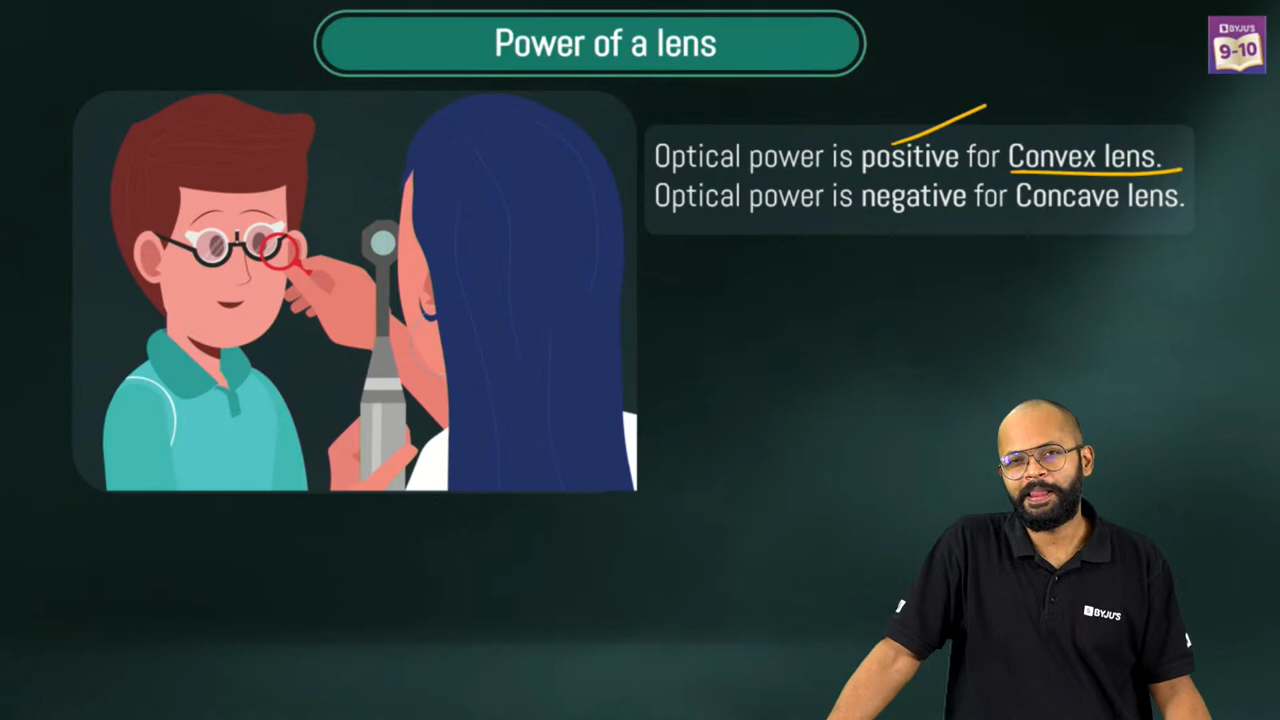 Power of a lens
BYJU'S
9-10
Optical power is positive for Convex lens.
Optical power is negative for Concave lens.
BYJU'S